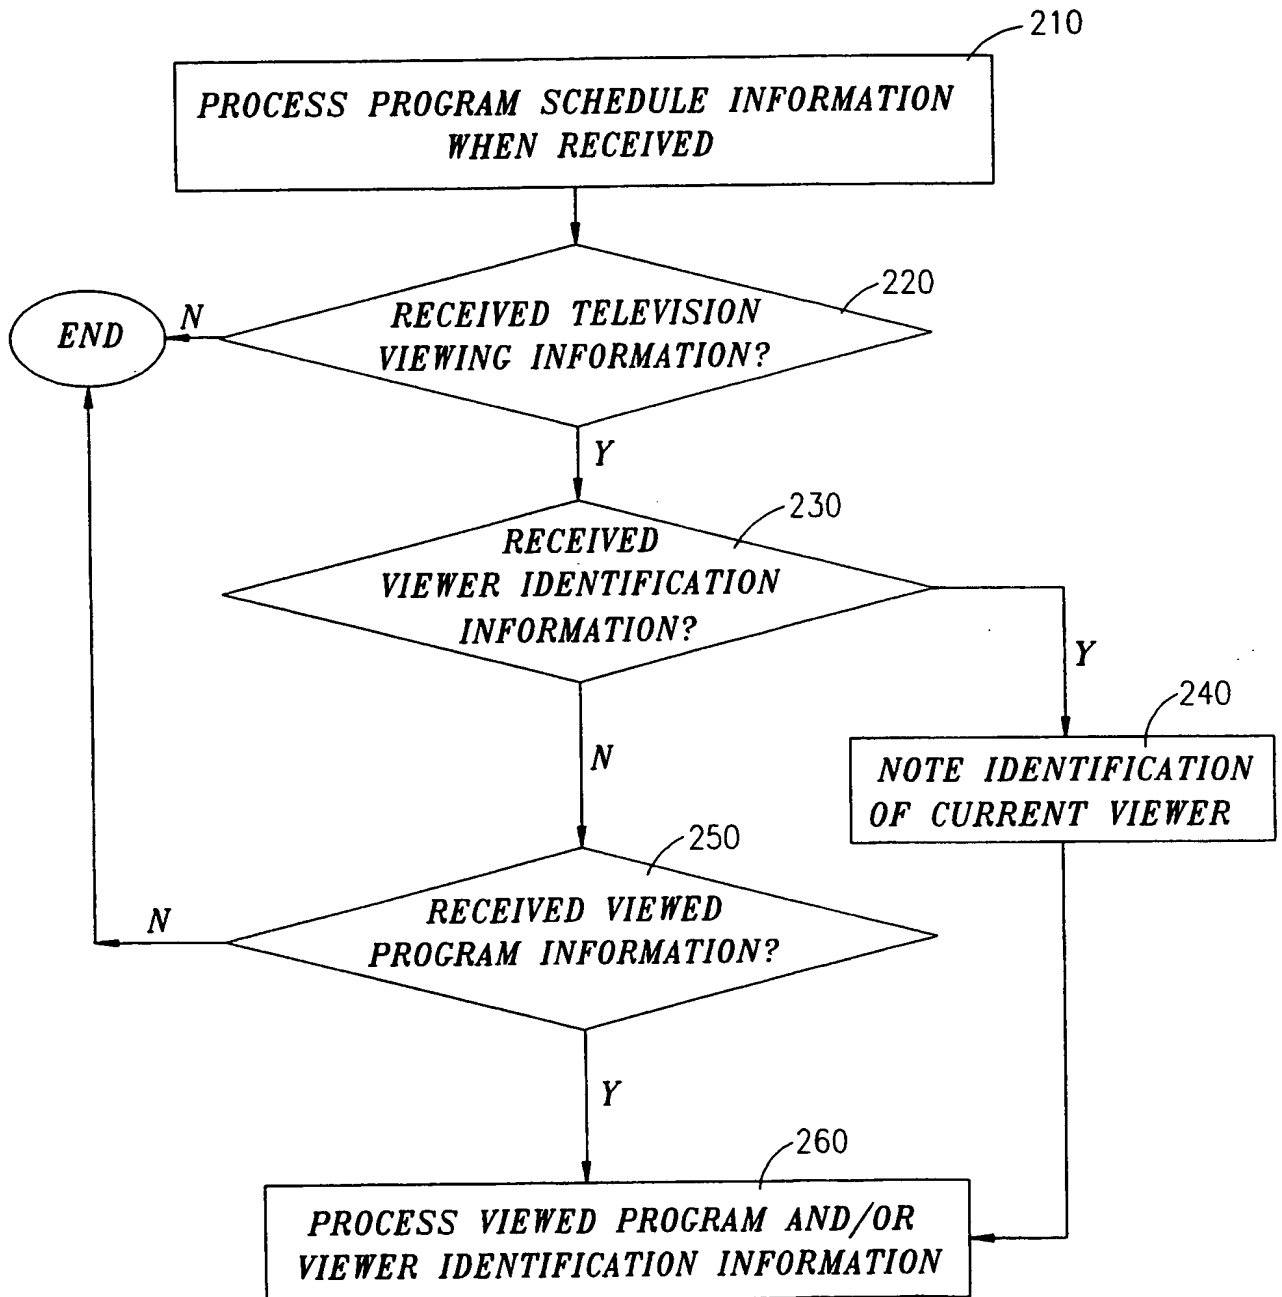 210
PROCESS PROGRAM SCHEDULE INFORMATION
WHEN RECEIVED
220
RECEIVED TELEVISION
VIEWING INFORMATION?
N
END
Y
230
RECEIVED
VIEWER IDENTIFICATION
INFORMATION?
Y
N
240
NOTE IDENTIFICATION
OF CURRENT VIEWER
250
RECEIVED VIEWED
PROGRAM INFORMATION?
N
Y
260
PROCESS VIEWED PROGRAM AND/OR
VIEWER IDENTIFICATION INFORMATION